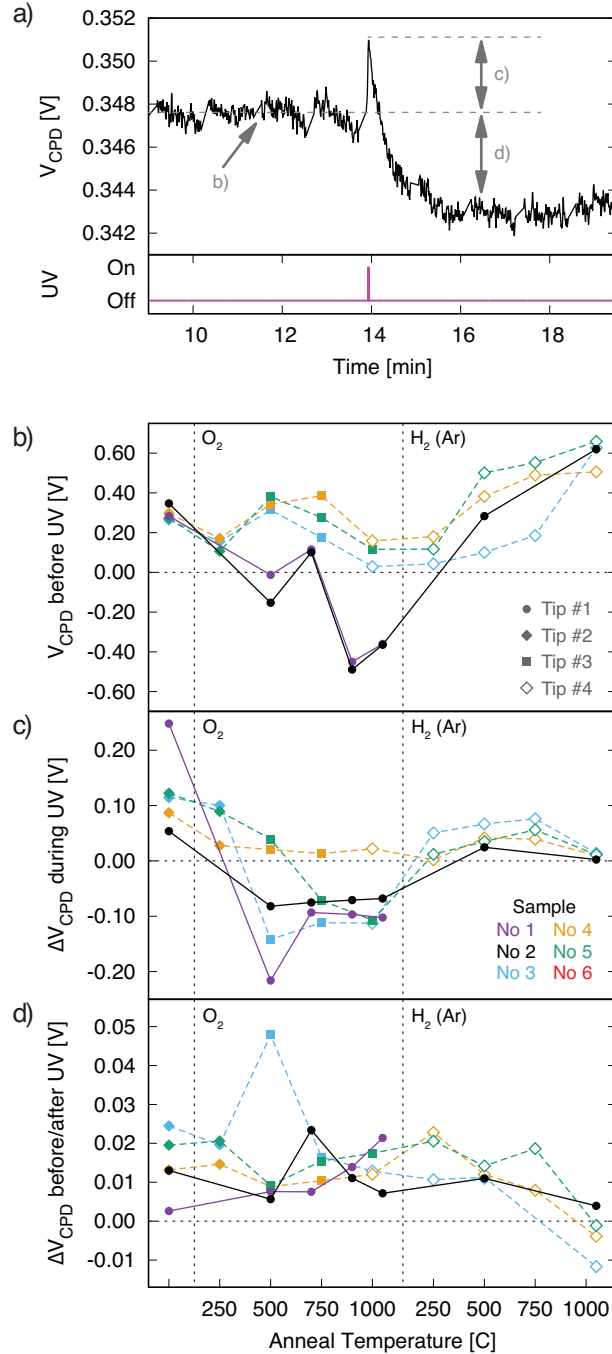 a)
0.352
0.350
0.348
0.346
0.344
0.342
V_CPD [V]
c)
d)
b)
UV
On
Off
10 12 14 16 18
Time [min]
b)
O₂ H₂ (Ar)
0.60
0.40
0.20
0.00
-0.20
-0.40
-0.60
V_CPD before UV [V]
Tip #1
Tip #2
Tip #3
Tip #4
c)
O₂ H₂ (Ar)
0.20
0.10
0.00
-0.10
-0.20
ΔV_CPD during UV [V]
Sample
No 1 No 4
No 2 No 5
No 3 No 6
d)
O₂ H₂ (Ar)
0.05
0.04
0.03
0.02
0.01
0.00
-0.01
ΔV_CPD before/after UV [V]
250 500 750 1000 250 500 750 1000
Anneal Temperature [C]